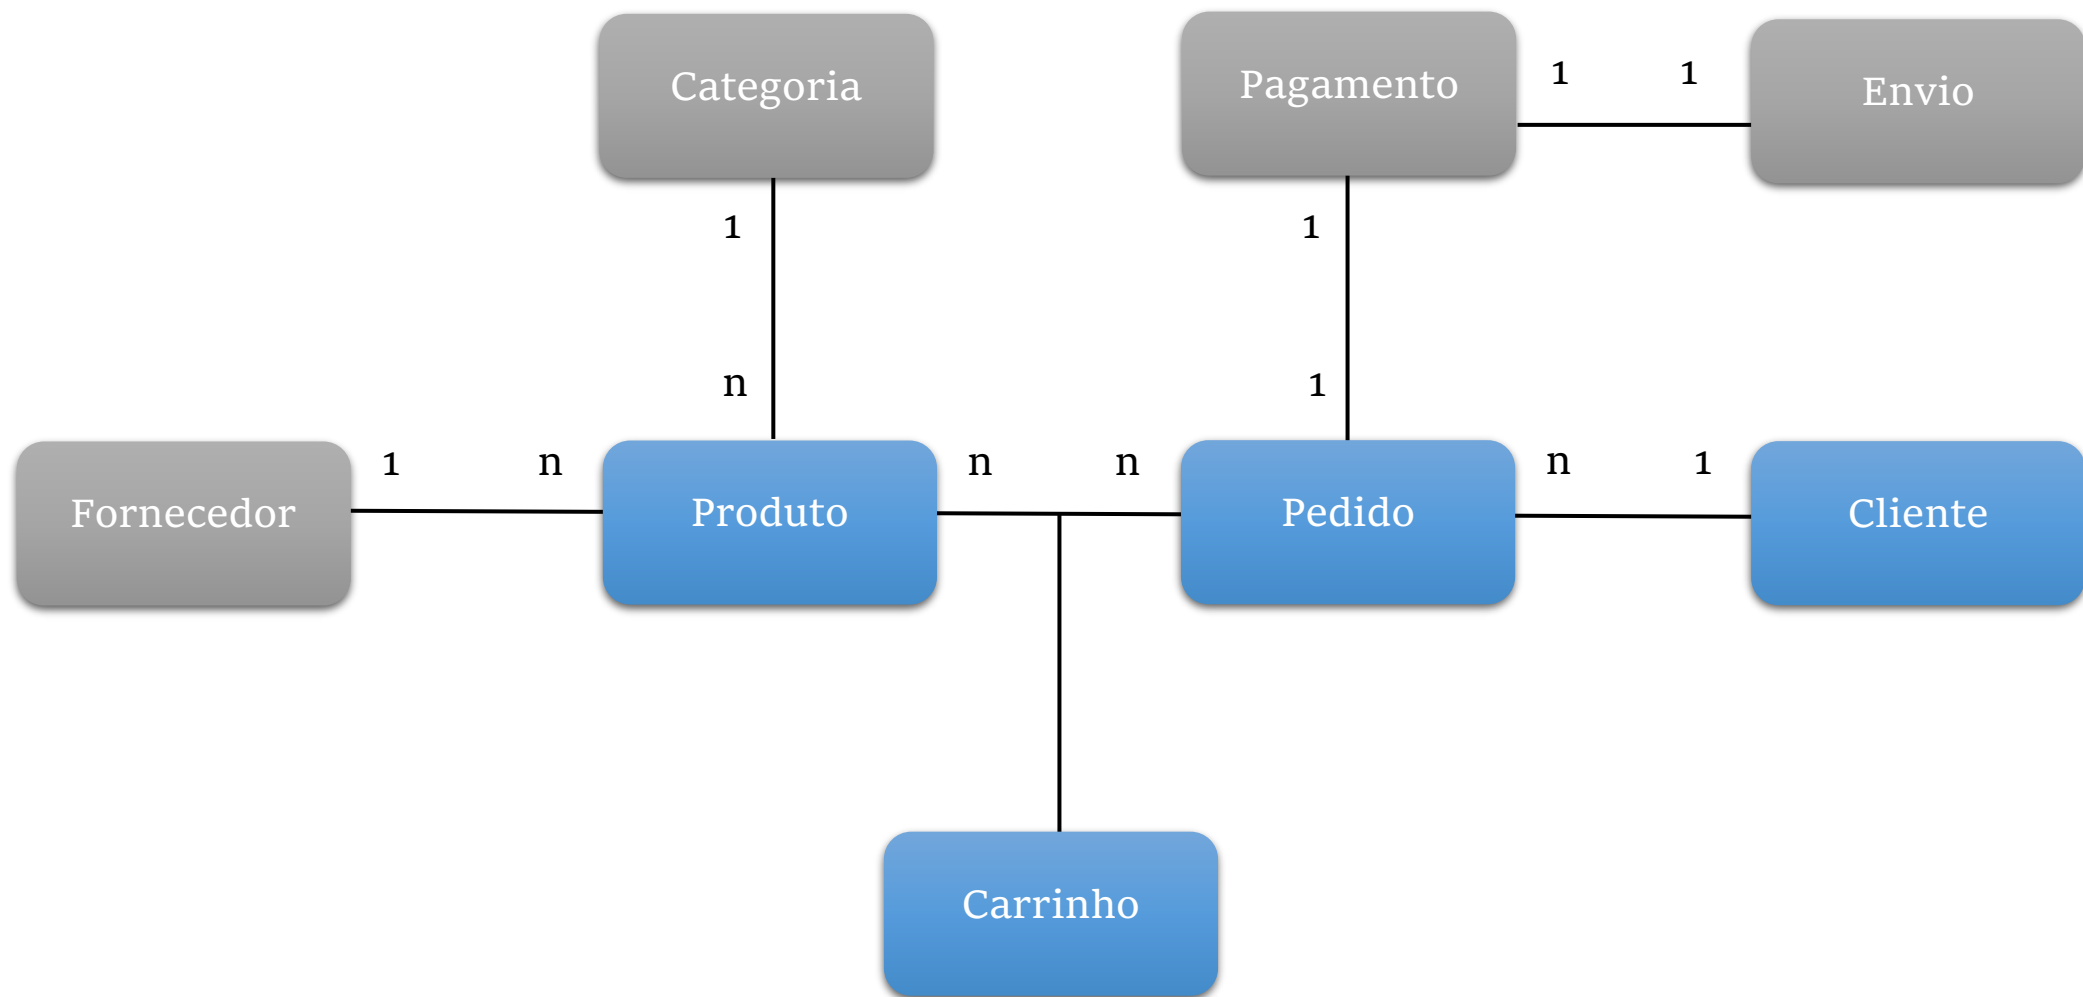 Categoria
Pagamento
1 1
Envio
1
1
n
1
Fornecedor
1 n
Produto
n n
Pedido
n 1
Cliente
Carrinho